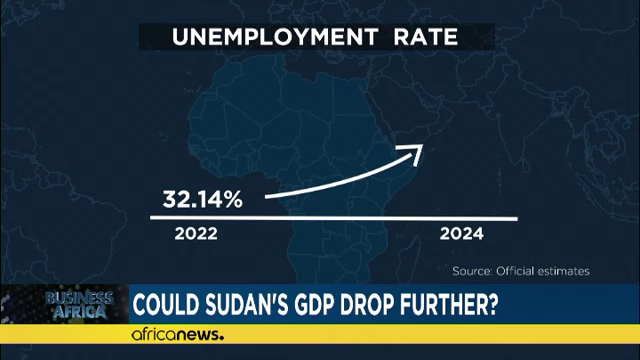 UNEMPLOYMENT RATE
32.14%
2022
2024
Source: Official estimates
BUSINESS
AFRICA
COULD SUDAN'S GDP DROP FURTHER?
africanews.